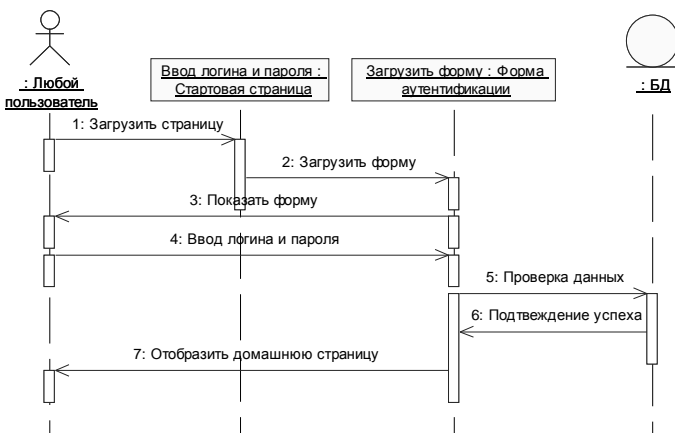 : Любой
пользователь
Ввод логина и пароля :
Стартовая страница
Загрузить форму : Форма
аутентификации
: БД
1: Загрузить страницу
2: Загрузить форму
3: Показать форму
4: Ввод логина и пароля
5: Проверка данных
6: Подтвеждение успеха
7: Отобразить домашнюю страницу